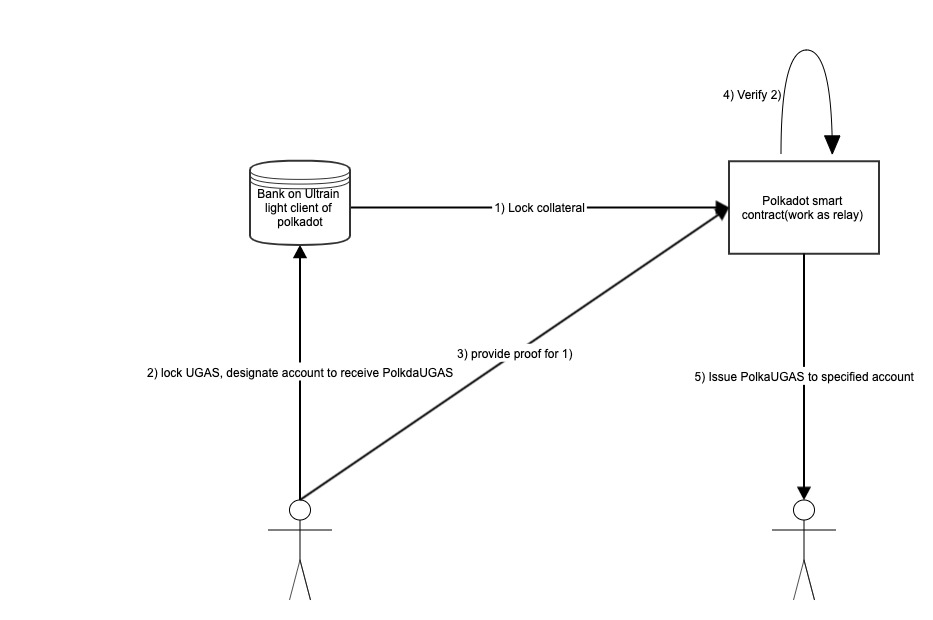 4) Verify 2)
Bank on Ultrain
light client of
polkadot
1) Lock collateral
Polkadot smart
contract(work as relay)
3) provide proof for 1)
2) lock UGAS, designate account to receive PolkdaUGAS
5) Issue PolkaUGAS to specified account